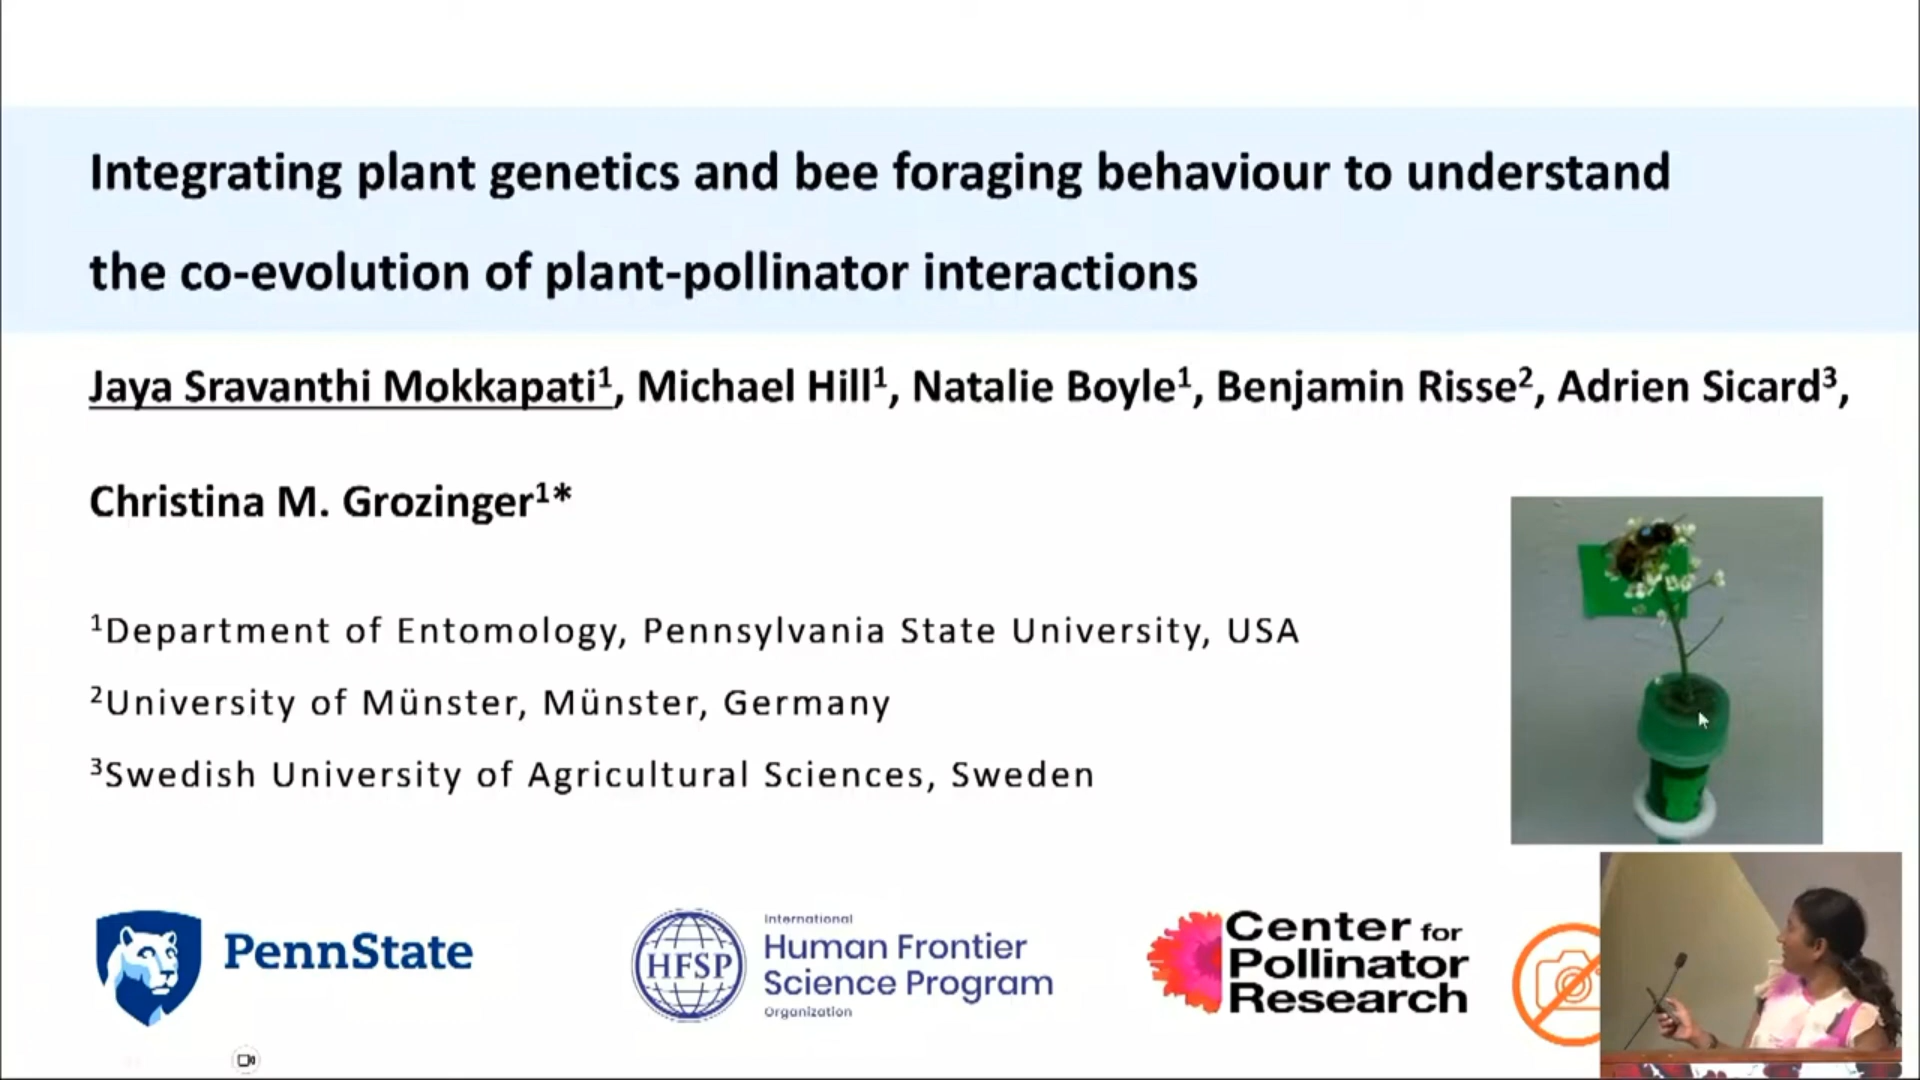 Integrating plant genetics and bee foraging behaviour to understand
the co-evolution of plant-pollinator interactions
Jaya Sravanthi Mokkapati¹, Michael Hill¹, Natalie Boyle¹, Benjamin Risse², Adrien Sicard³,
Christina M. Grozinger¹*
¹Department of Entomology, Pennsylvania State University, USA
²University of Münster, Münster, Germany
³Swedish University of Agricultural Sciences, Sweden
PennState
HFSP
International
Human Frontier
Science Program
Organization
Center for
Pollinator
Research